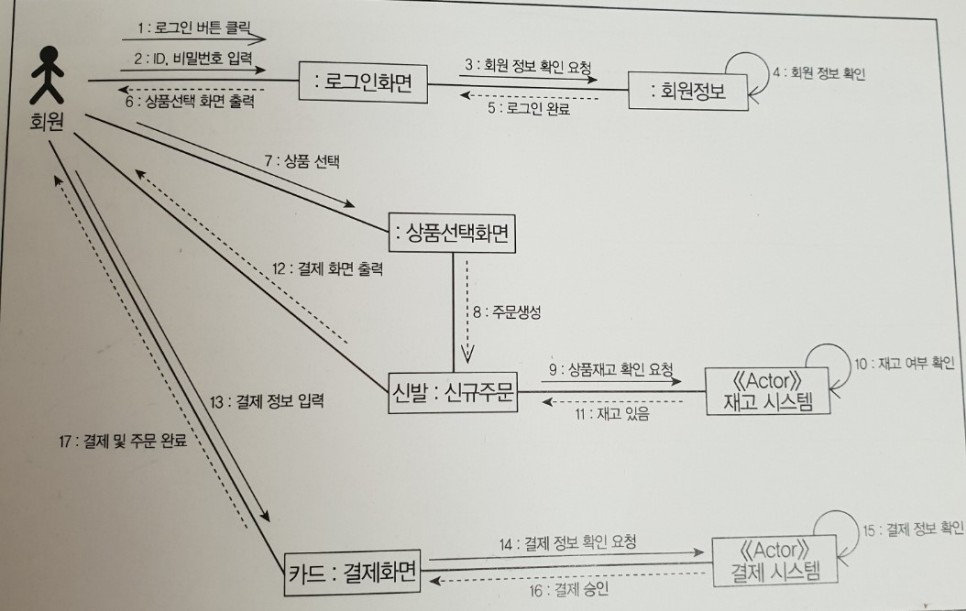 1 : 로그인 버튼 클릭
2 : ID, 비밀번호 입력
3 : 회원 정보 확인 요청
4 : 회원 정보 확인
: 로그인화면
: 회원정보
6 : 상품선택 화면 출력
5 : 로그인 완료
회원
7 : 상품 선택
: 상품선택화면
12 : 결제 화면 출력
8 : 주문생성
9 : 상품재고 확인 요청
10 : 재고 여부 확인
《Actor》
재고 시스템
신발 : 신규주문
11 : 재고 있음
13 : 결제 정보 입력
17 : 결제 및 주문 완료
14 : 결제 정보 확인 요청
15 : 결제 정보 확인
《Actor》
결제 시스템
카드 : 결제화면
16 : 결제 승인